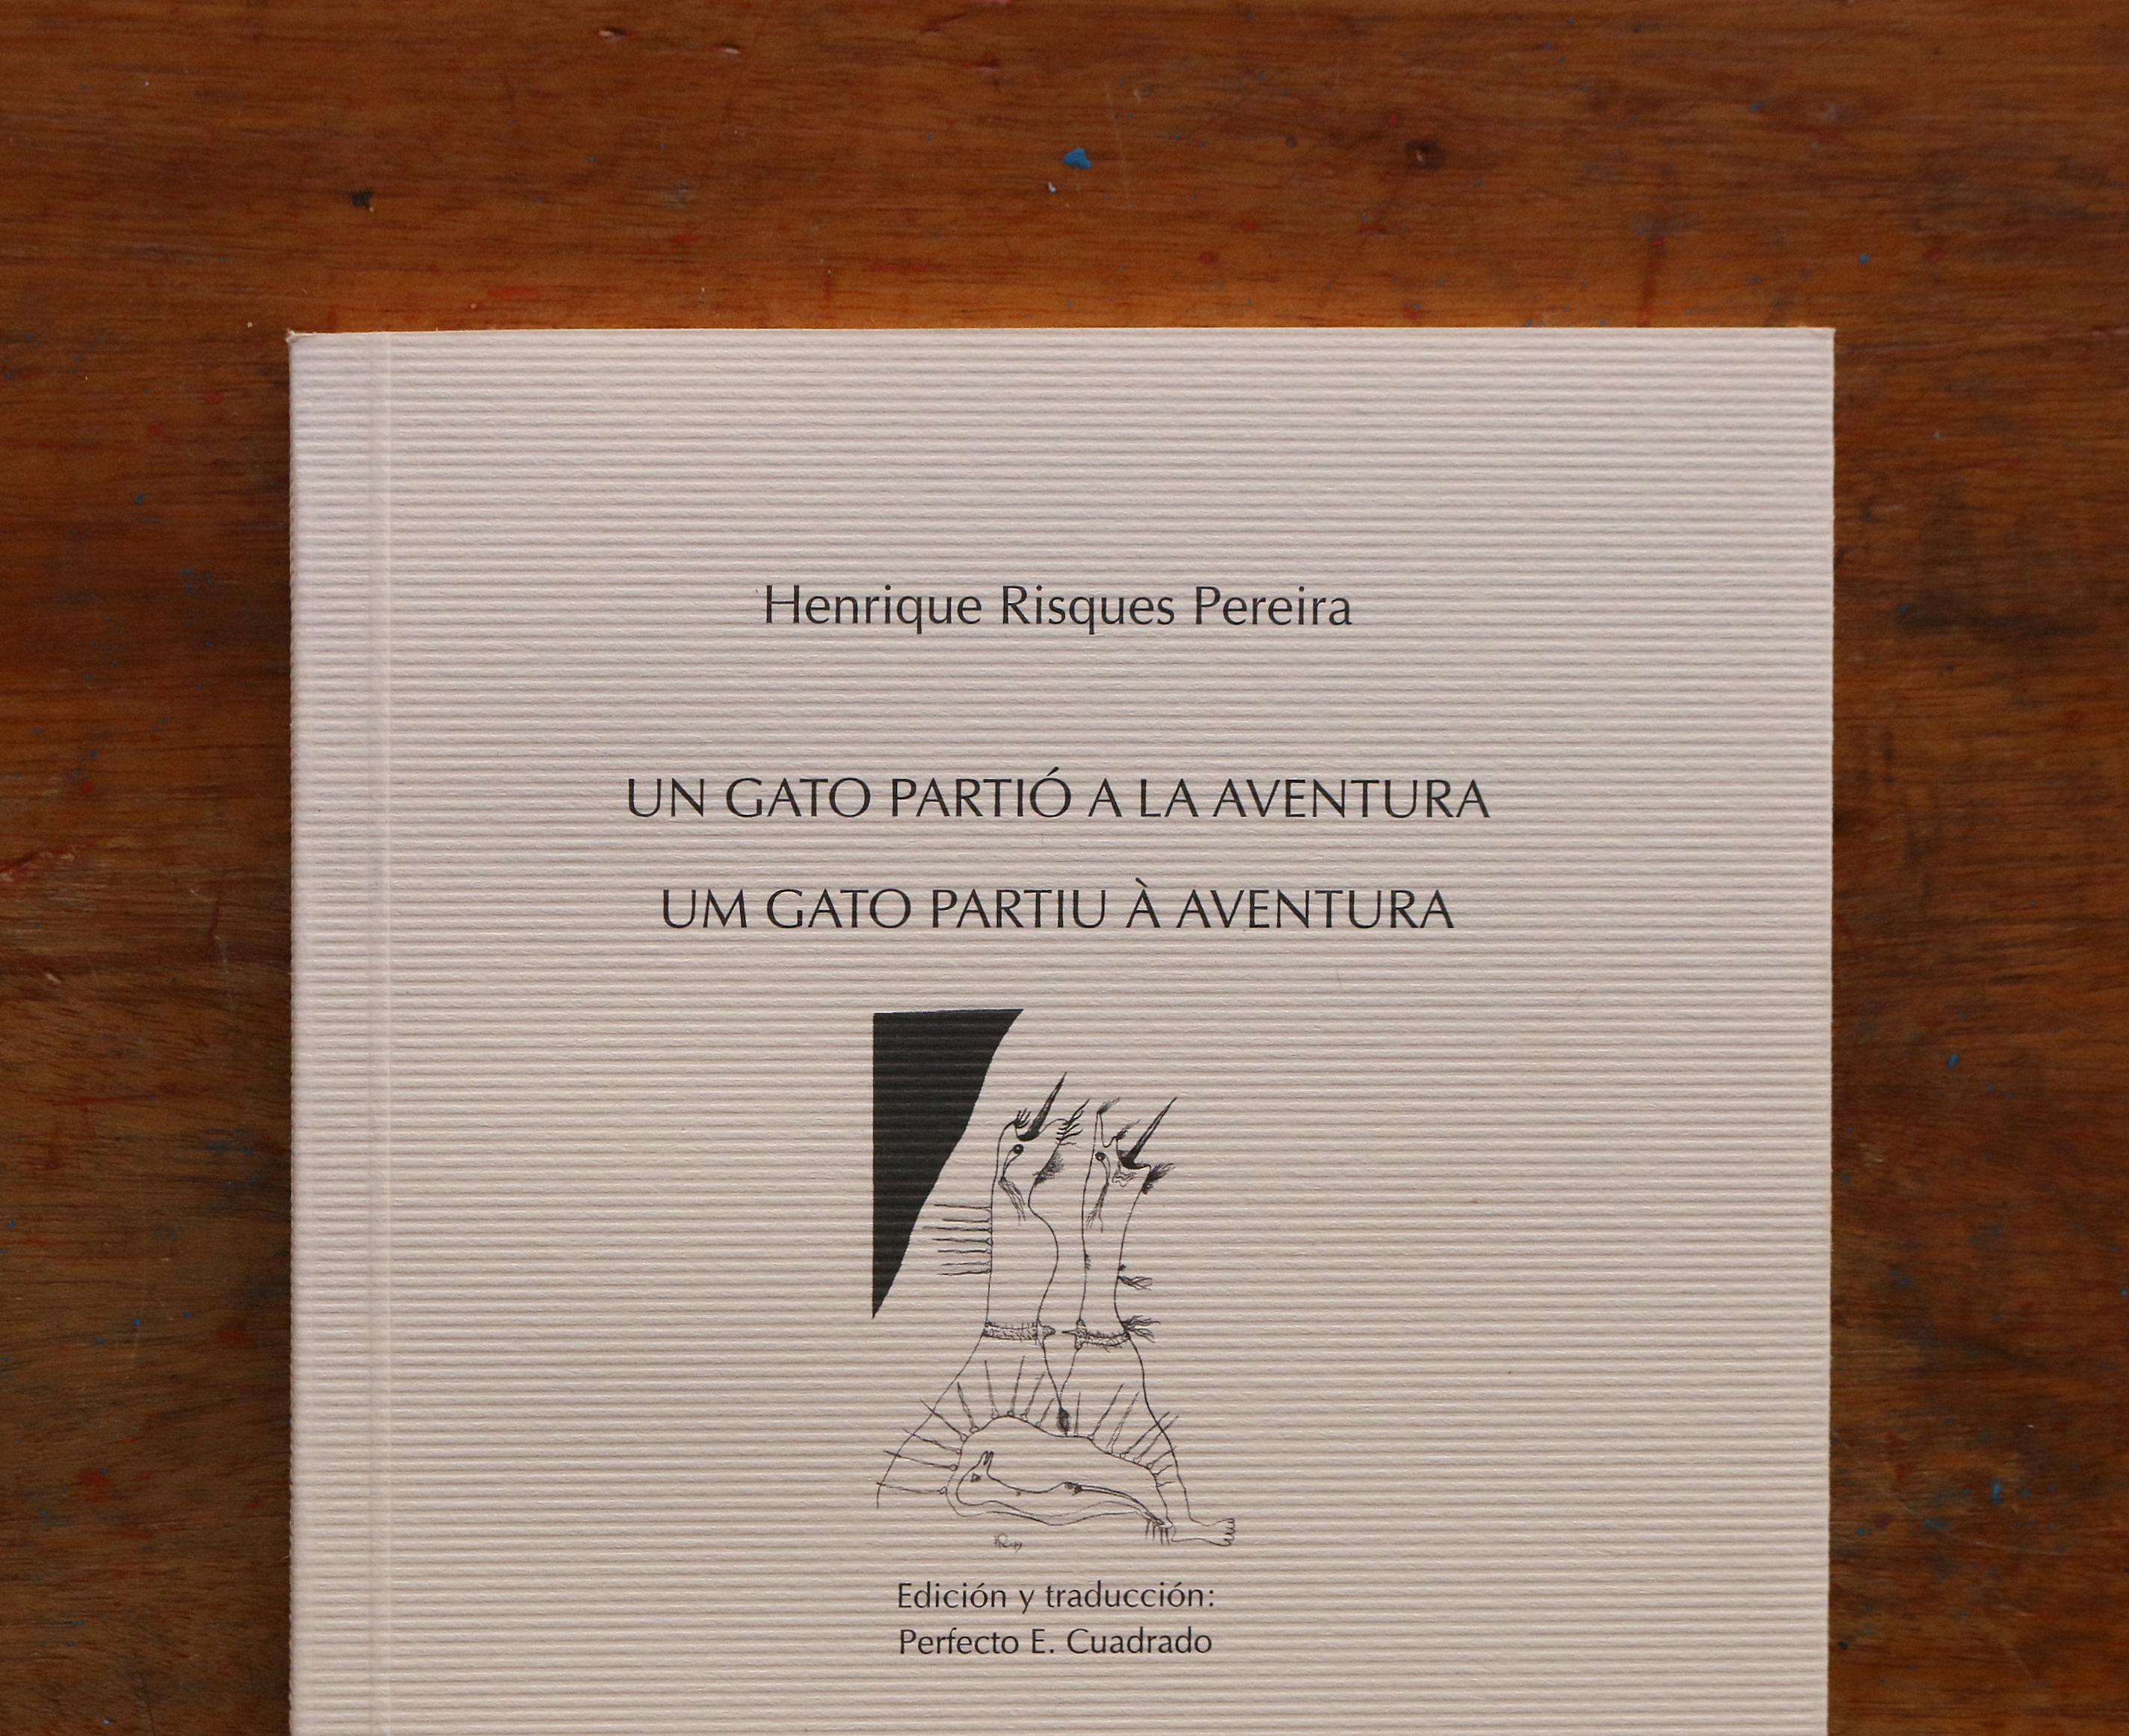 Henrique Risques Pereira
UN GATO PARTIÓ A LA AVENTURA
UM GATO PARTIU À AVENTURA
Edición y traducción:
Perfecto E. Cuadrado